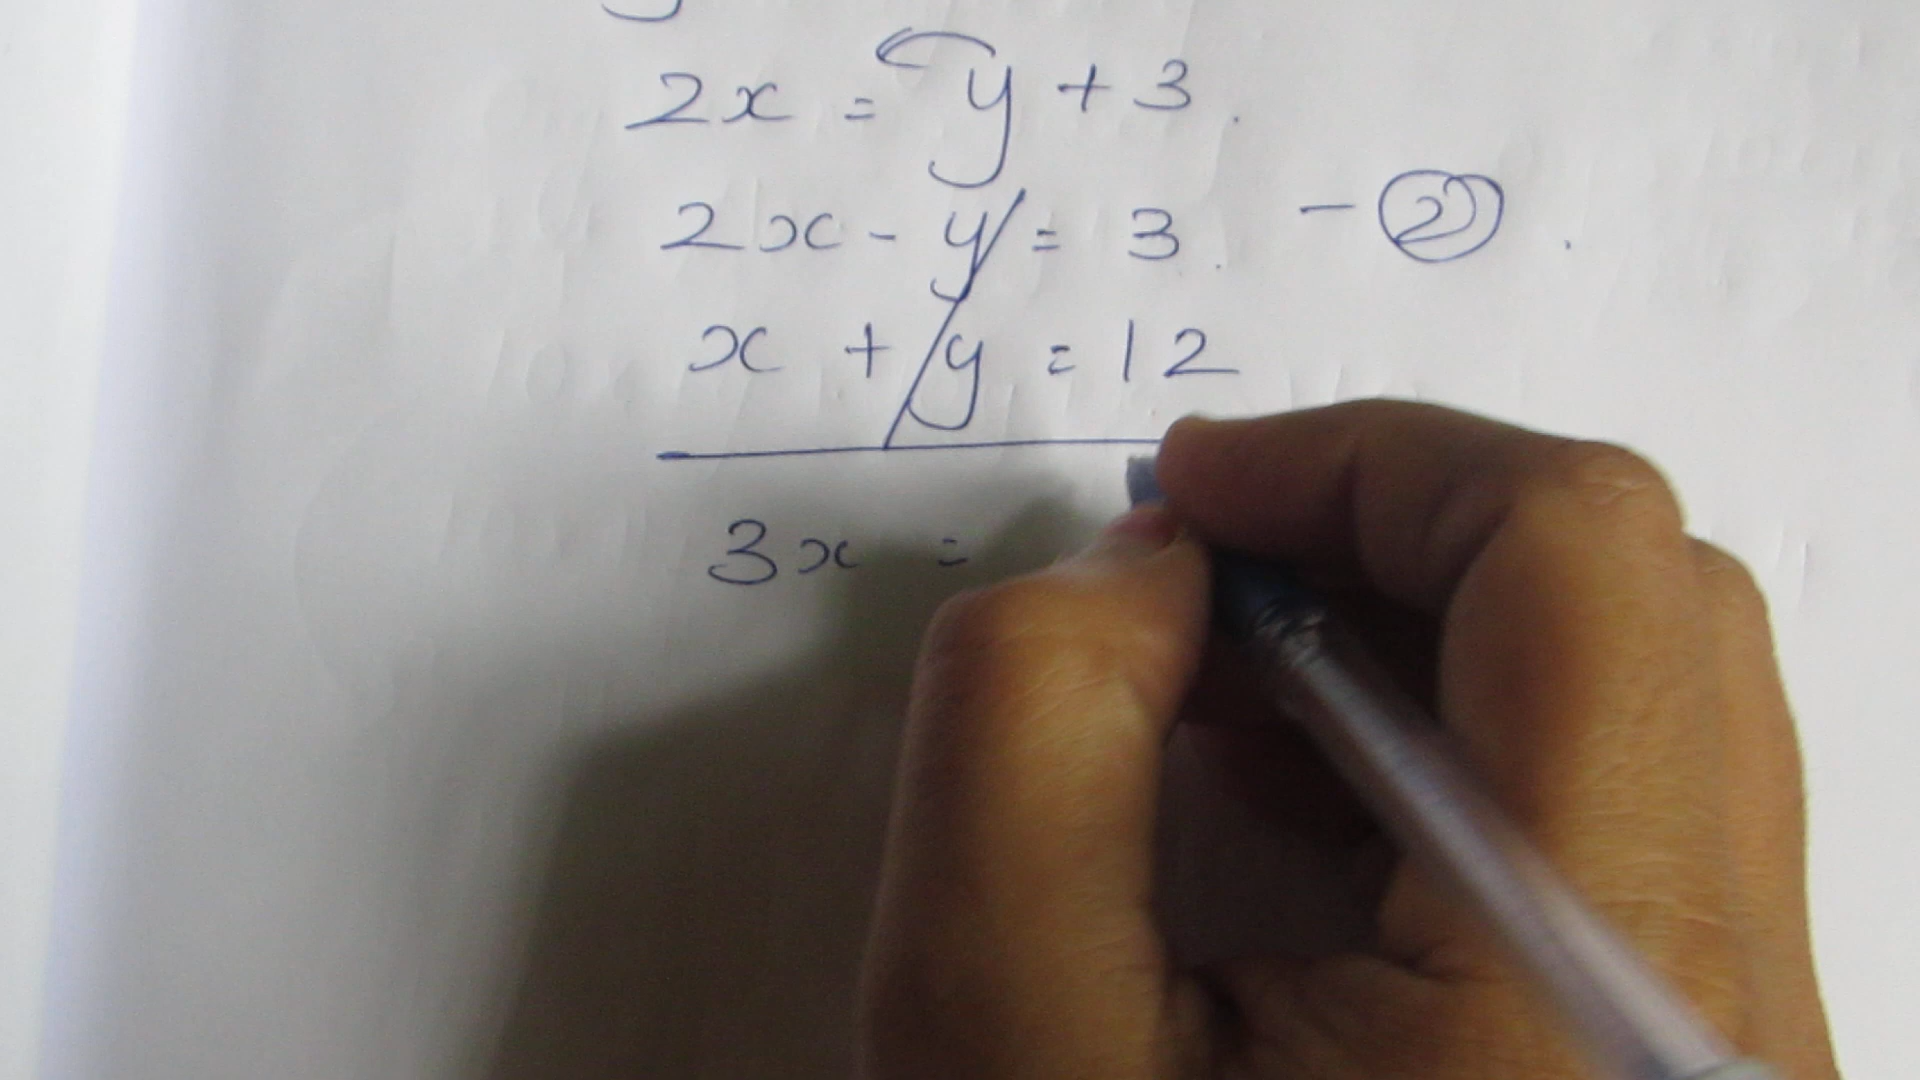 2x = y + 3.
2x - y = 3. - ②.
x + y = 12
3x =